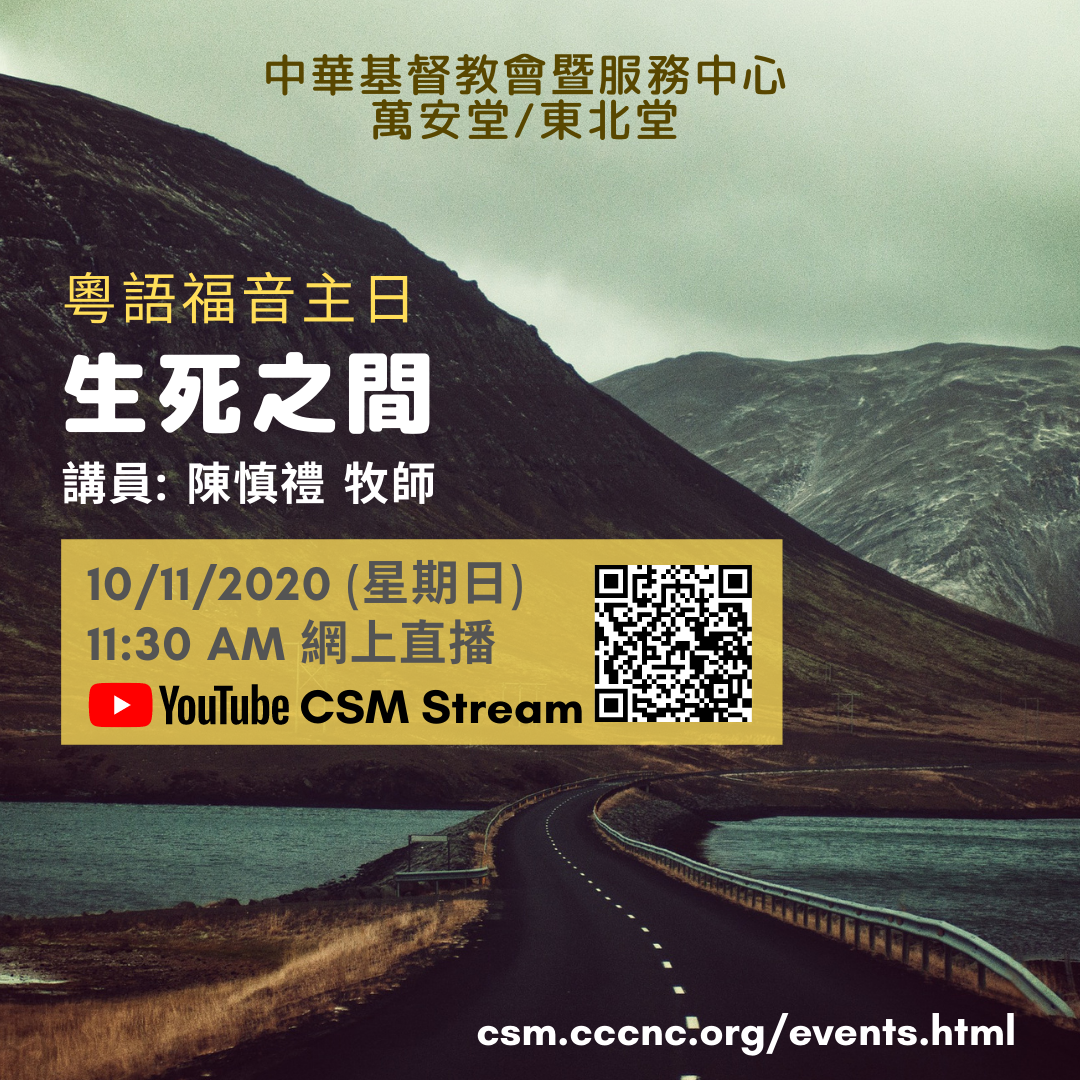 中華基督教會暨服務中心
萬安堂/東北堂
粵語福音主日
生死之間
講員: 陳慎禮 牧師
10/11/2020 (星期日)
11:30 AM 網上直播
YouTube CSM Stream
csm.cccnc.org/events.html